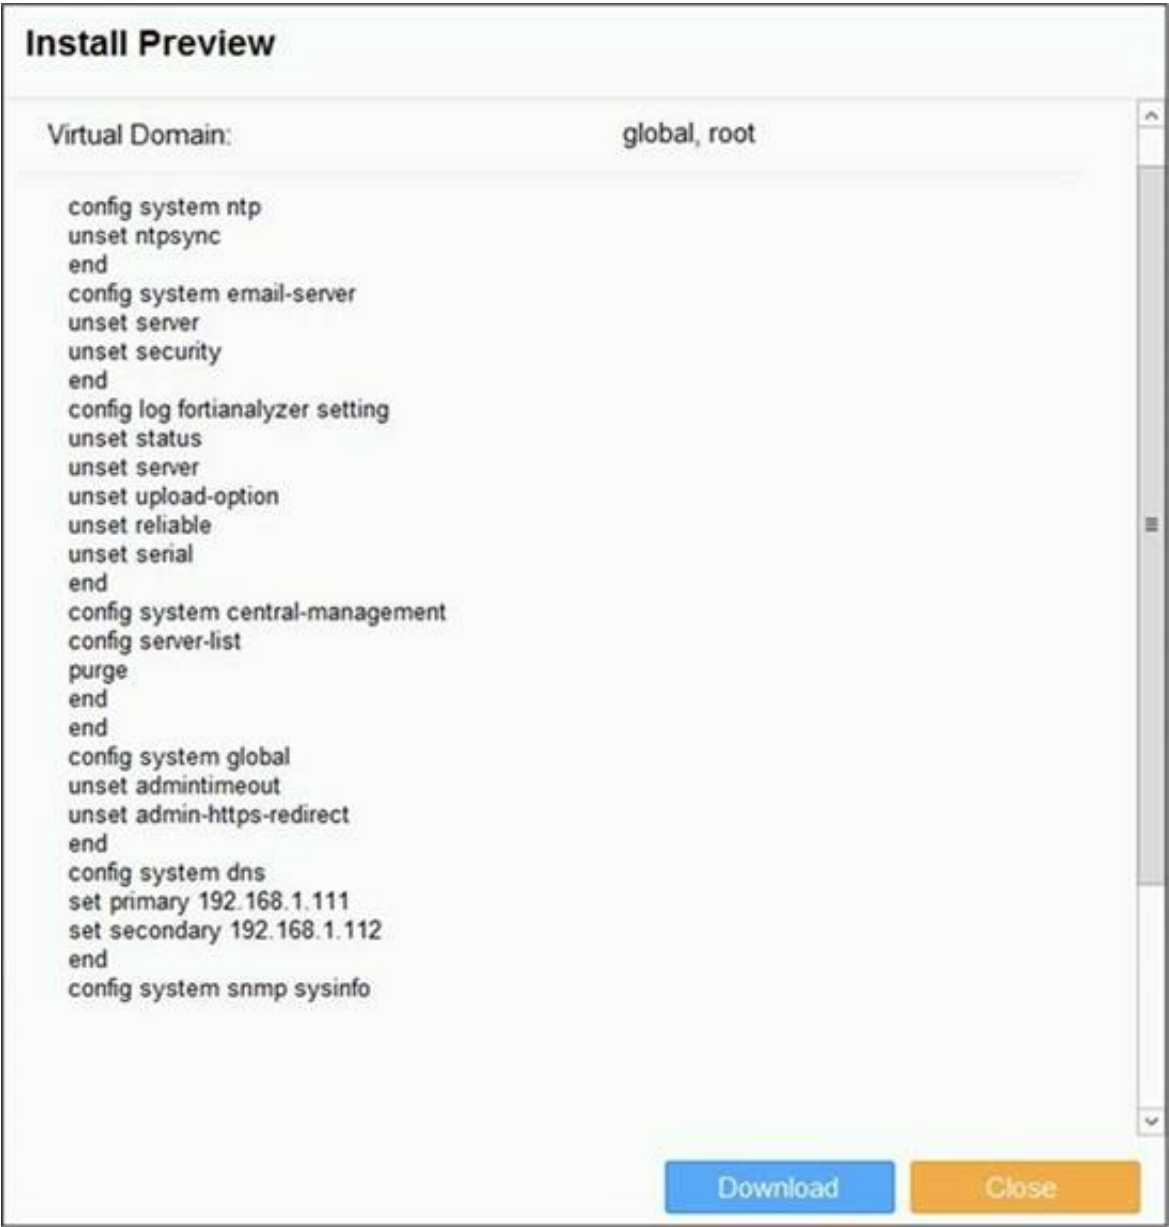 Install Preview
Virtual Domain: global, root
config system ntp
unset ntpsync
end
config system email-server
unset server
unset security
end
config log fortianalyzer setting
unset status
unset server
unset upload-option
unset reliable
unset serial
end
config system central-management
config server-list
purge
end
end
config system global
unset admintimeout
unset admin-https-redirect
end
config system dns
set primary 192.168.1.111
set secondary 192.168.1.112
end
config system snmp sysinfo
Download Close